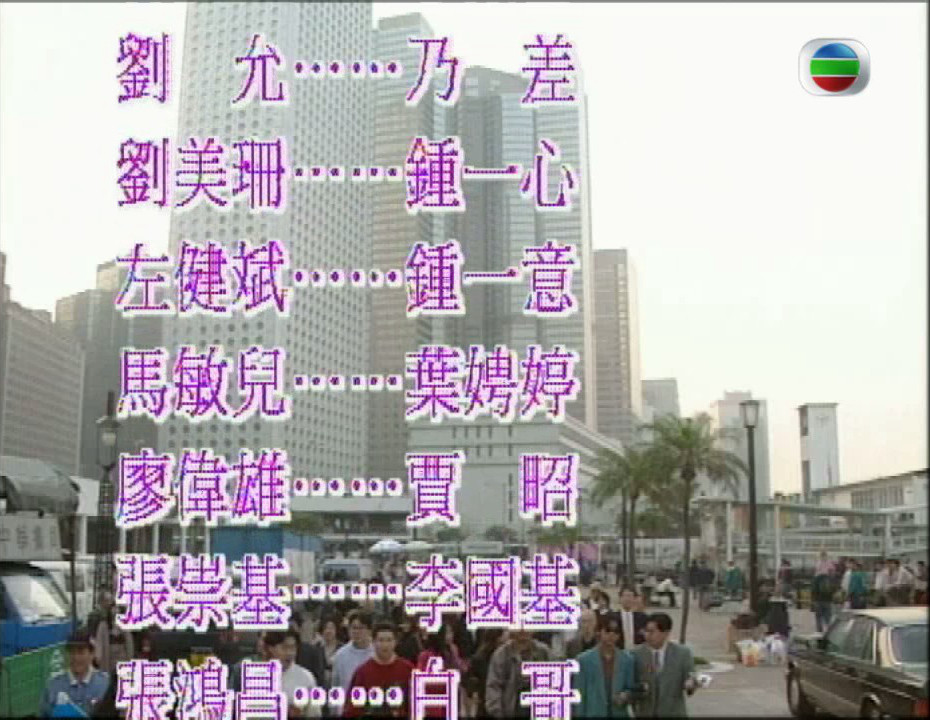 劉　允……乃　差
劉美珊……鍾一心
左健斌……鍾一意
馬敏兒……葉娉婷
廖偉雄……賈　昭
張崇基……李國基
張鴻昌……白　哥